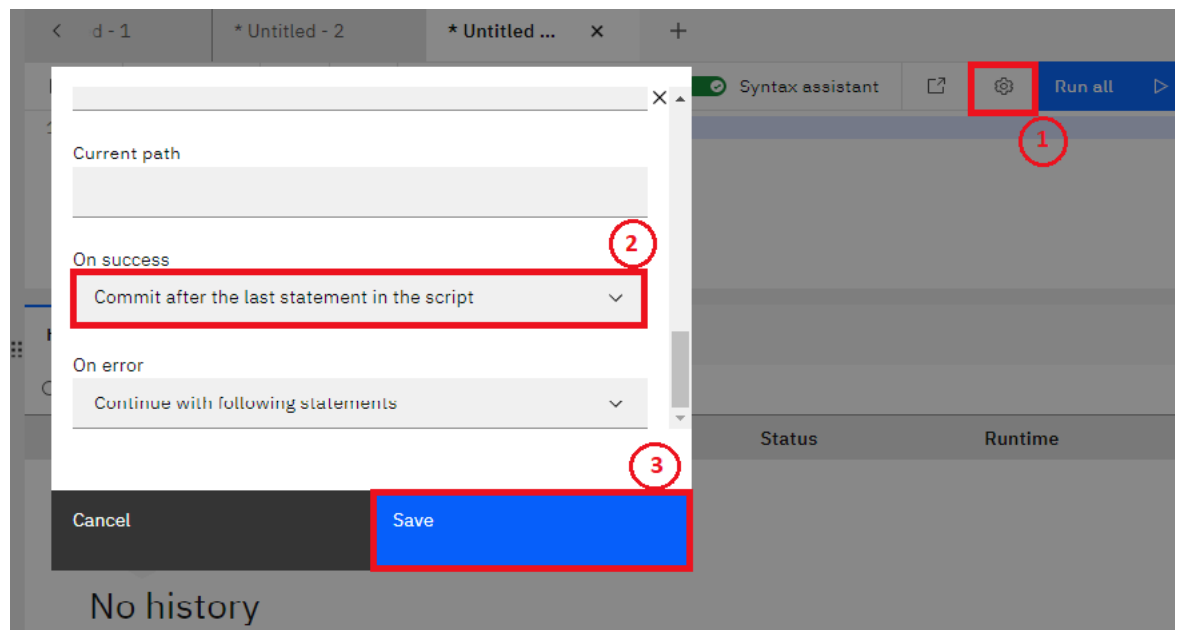 d - 1
* Untitled - 2
* Untitled ...
Syntax assistant
Run all
1
Current path
2
On success
Commit after the last statement in the script
On error
Continue with following statements
Status
Runtime
3
Cancel
Save
No history